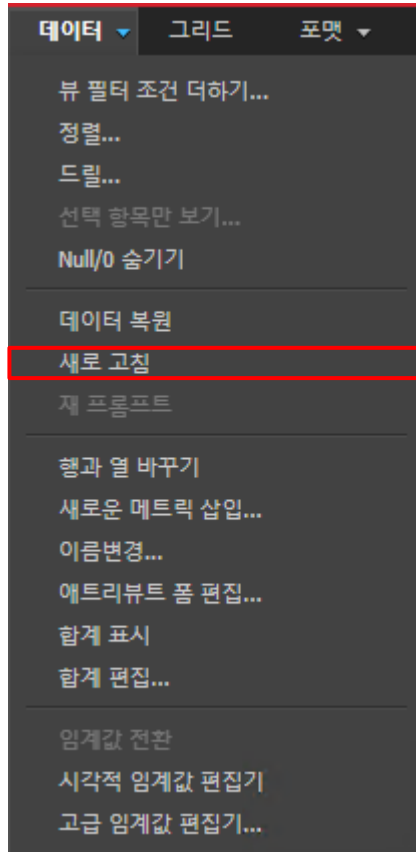 데이터 그리드 포맷
뷰 필터 조건 더하기...
정렬...
드릴...
선택 항목만 보기...
Null/0 숨기기
데이터 복원
새로 고침
재 프롬프트
행과 열 바꾸기
새로운 메트릭 삽입...
이름변경...
애트리뷰트 폼 편집...
합계 표시
합계 편집...
임계값 전환
시각적 임계값 편집기
고급 임계값 편집기...